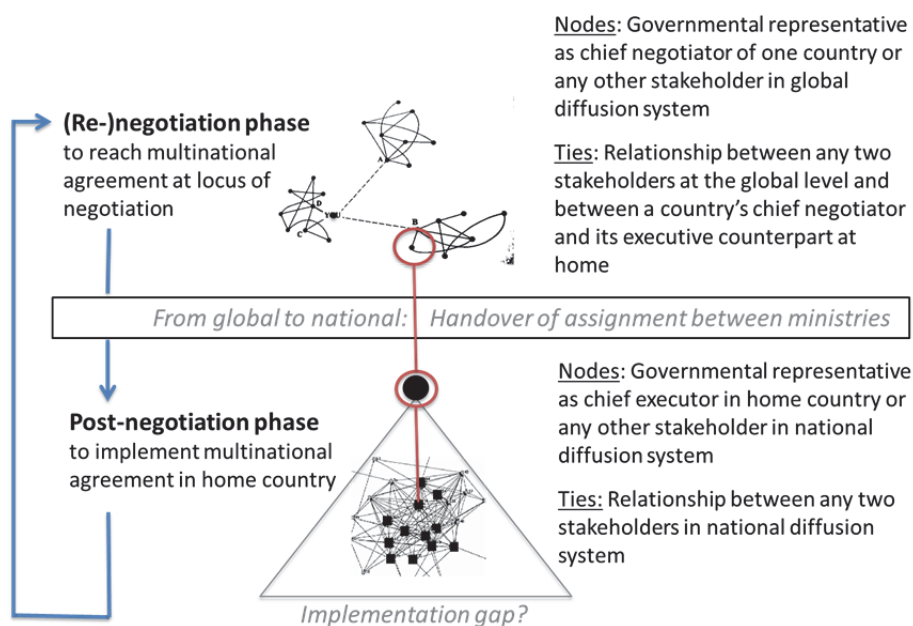 Nodes: Governmental representative
as chief negotiator of one country or
any other stakeholder in global
diffusion system
(Re-)negotiation phase
to reach multinational
agreement at locus of
negotiation
Ties: Relationship between any two
stakeholders at the global level and
between a country's chief negotiator
and its executive counterpart at
home
A
D
YOU
C
B
From global to national: Handover of assignment between ministries
Post-negotiation phase
to implement multinational
agreement in home country
Nodes: Governmental representative
as chief executor in home country or
any other stakeholder in national
diffusion system
Ties: Relationship between any two
stakeholders in national diffusion
system
Implementation gap?